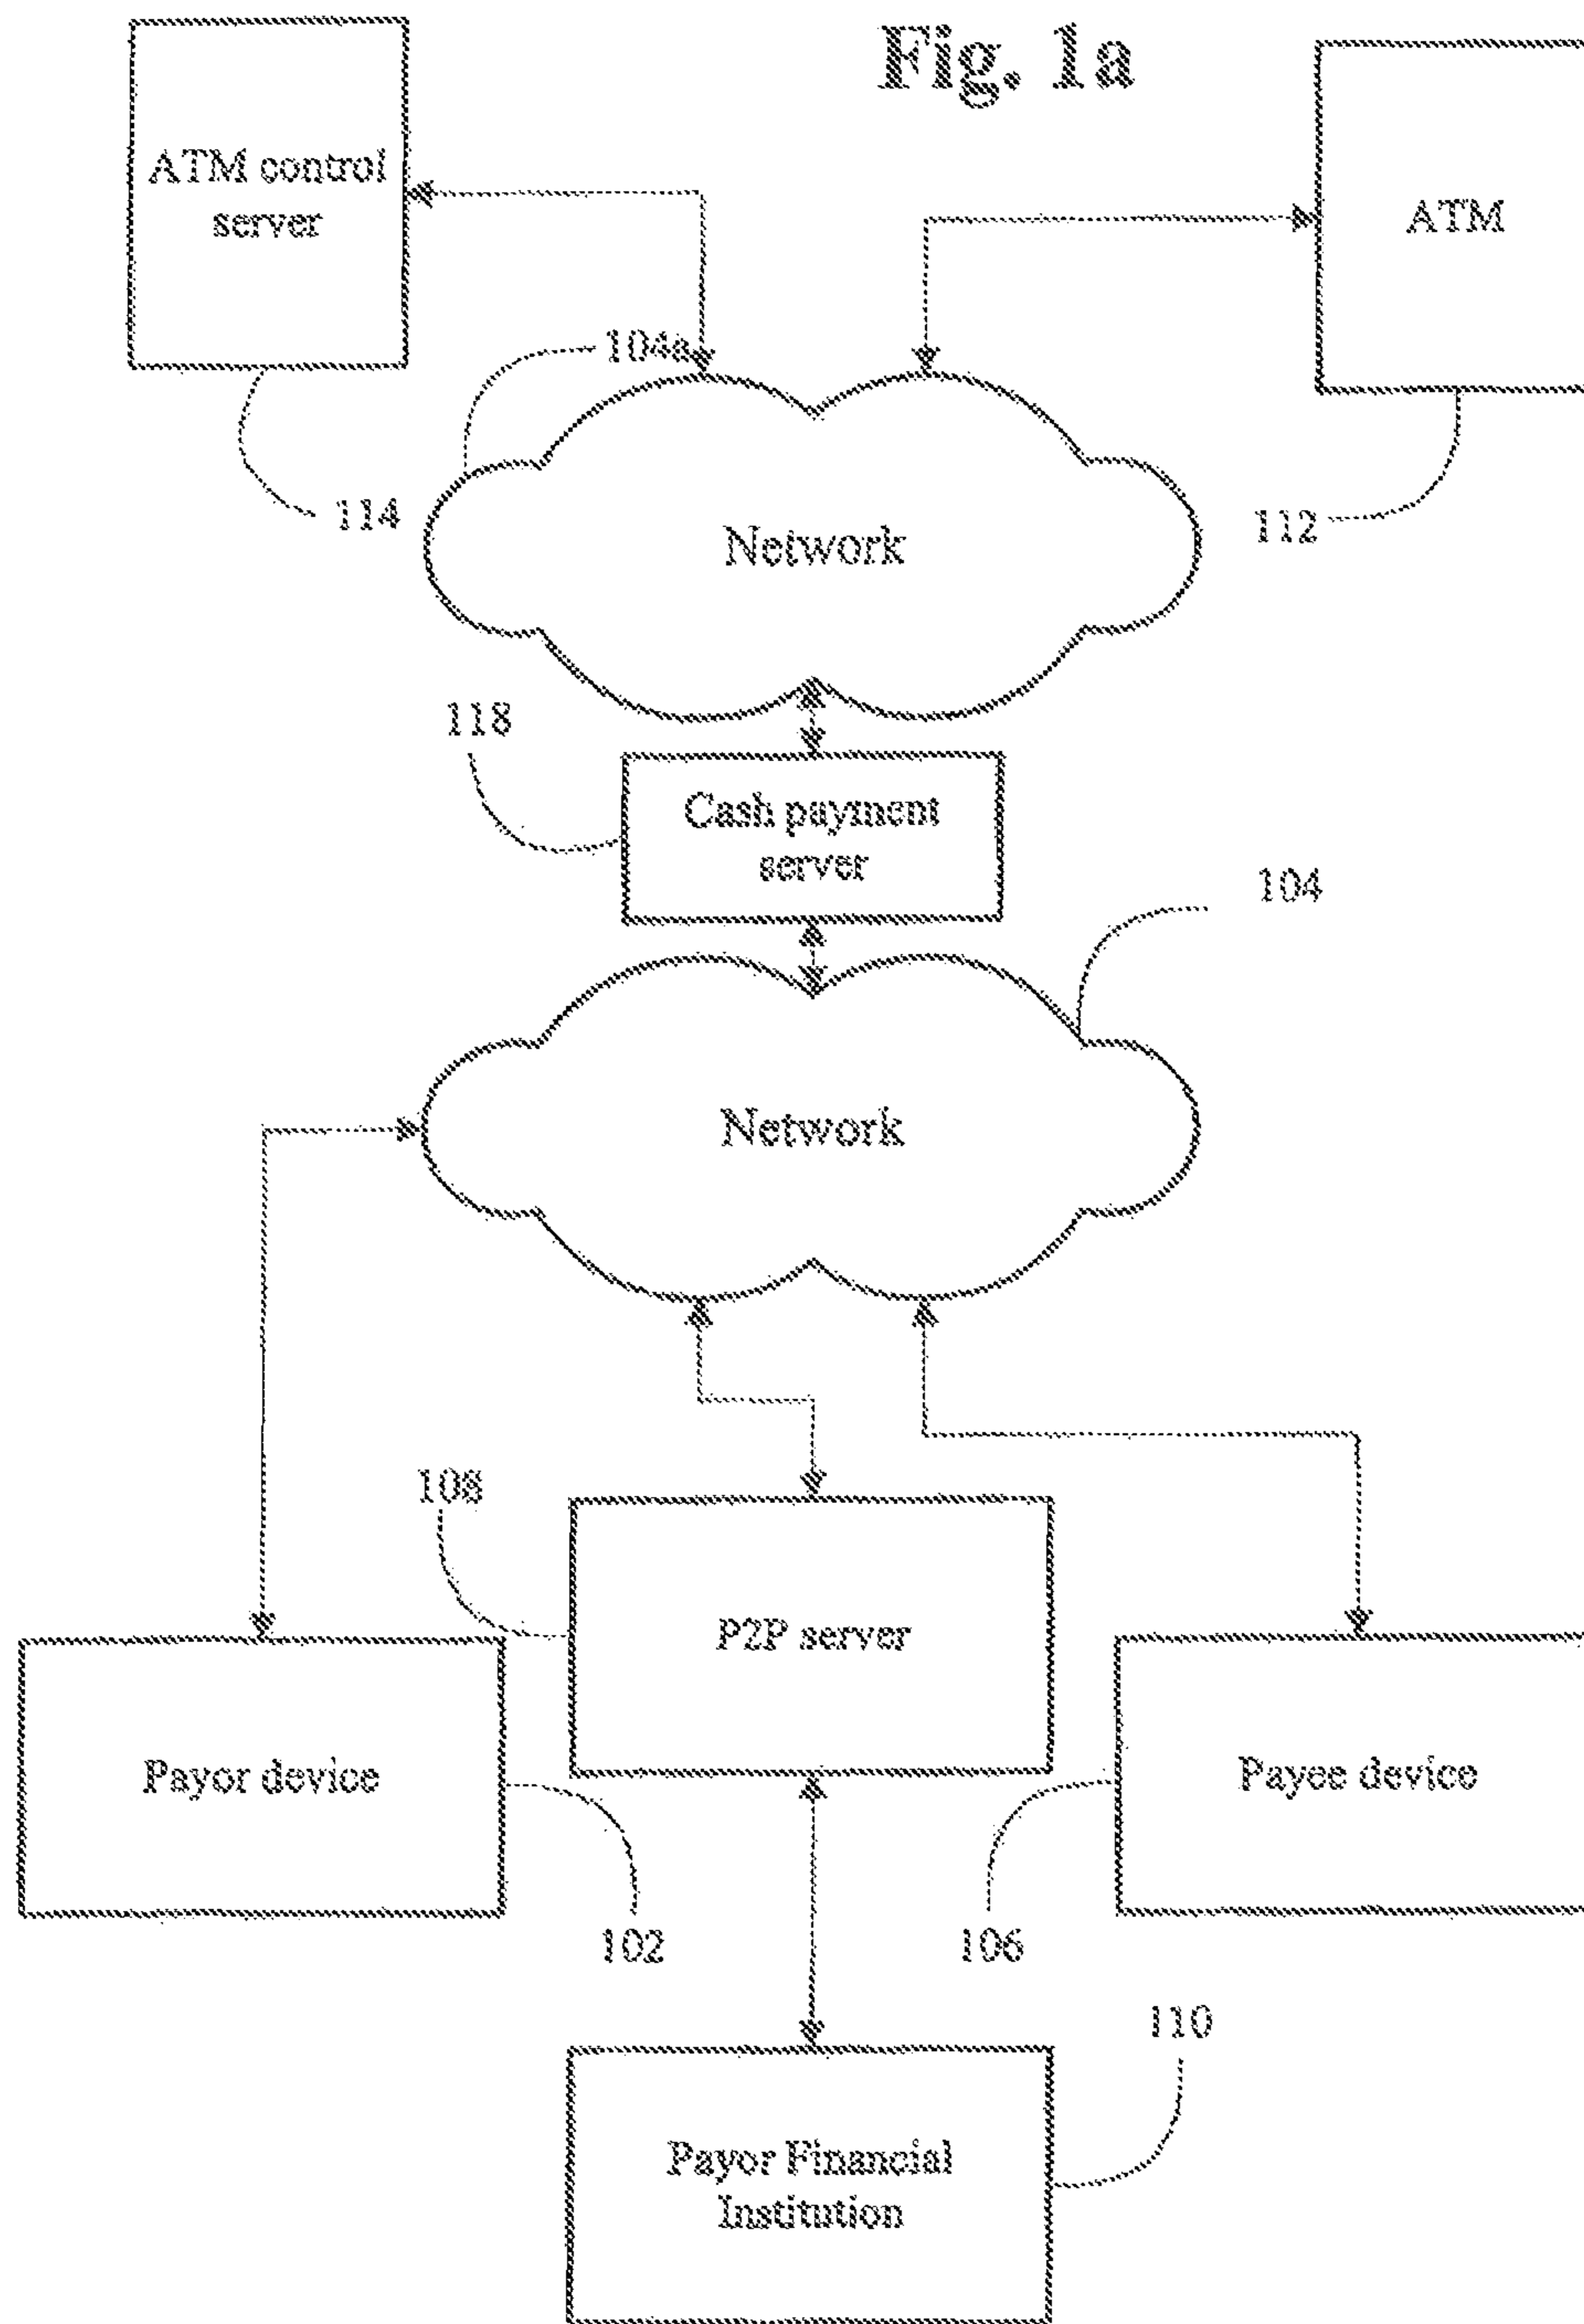 Fig. 1a
ATM control
server
ATM
104a
114
Network
112
118
Cash payment
server
104
Network
108
P2P server
Payor device
Payee device
102
106
110
Payor Financial
Institution